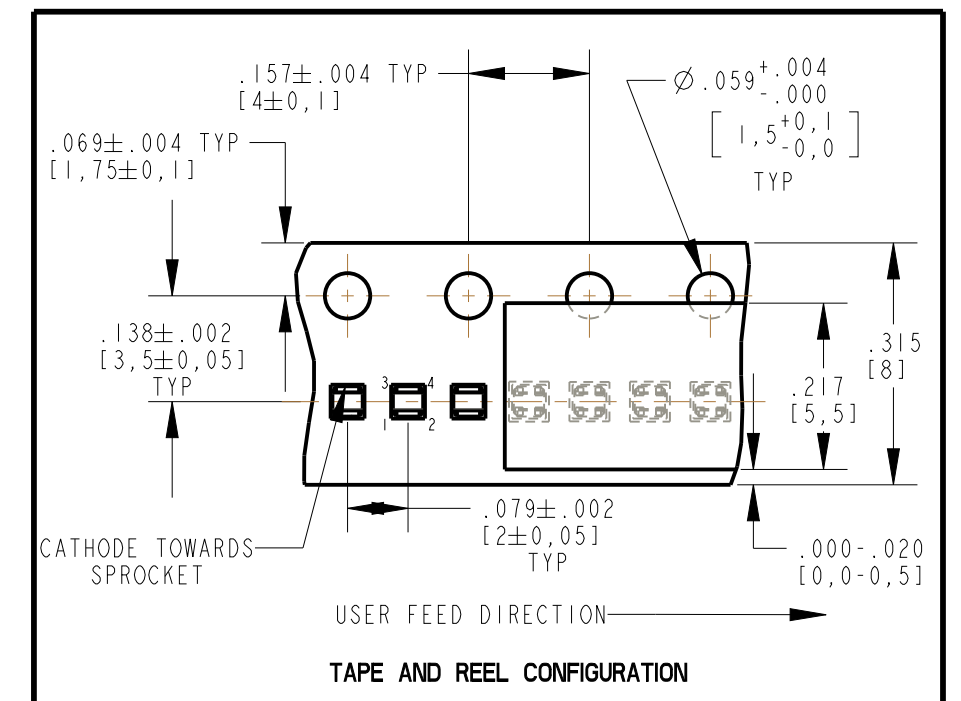 .157±.004 TYP
[4±0,1]
Ø.059 +.004
-.000
[1,5 +0,1
-0,0]
TYP
.069±.004 TYP
[1,75±0,1]
.138±.002
[3,5±0,05]
TYP
.315
[8]
.217
[5,5]
3 4
1 2
.079±.002
[2±0,05]
TYP
CATHODE TOWARDS
SPROCKET
.000-.020
[0,0-0,5]
USER FEED DIRECTION
TAPE AND REEL CONFIGURATION